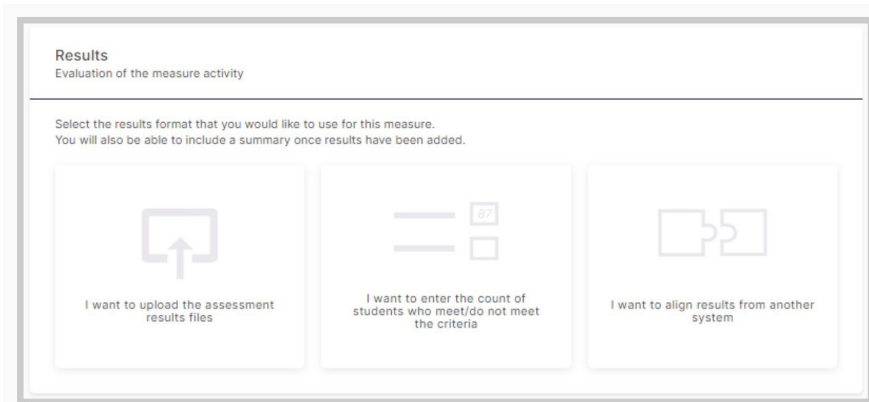 Results
Evaluation of the measure activity
Select the results format that you would like to use for this measure.
You will also be able to include a summary once results have been added.
87
I want to upload the assessment
results files
I want to enter the count of
students who meet/do not meet
the criteria
I want to align results from another
system